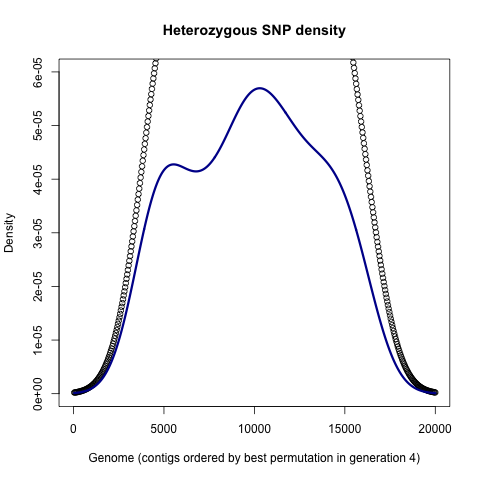 Heterozygous SNP density
6e-05
5e-05
4e-05
3e-05
2e-05
1e-05
0e+00
Density
0 5000 10000 15000 20000
Genome (contigs ordered by best permutation in generation 4)